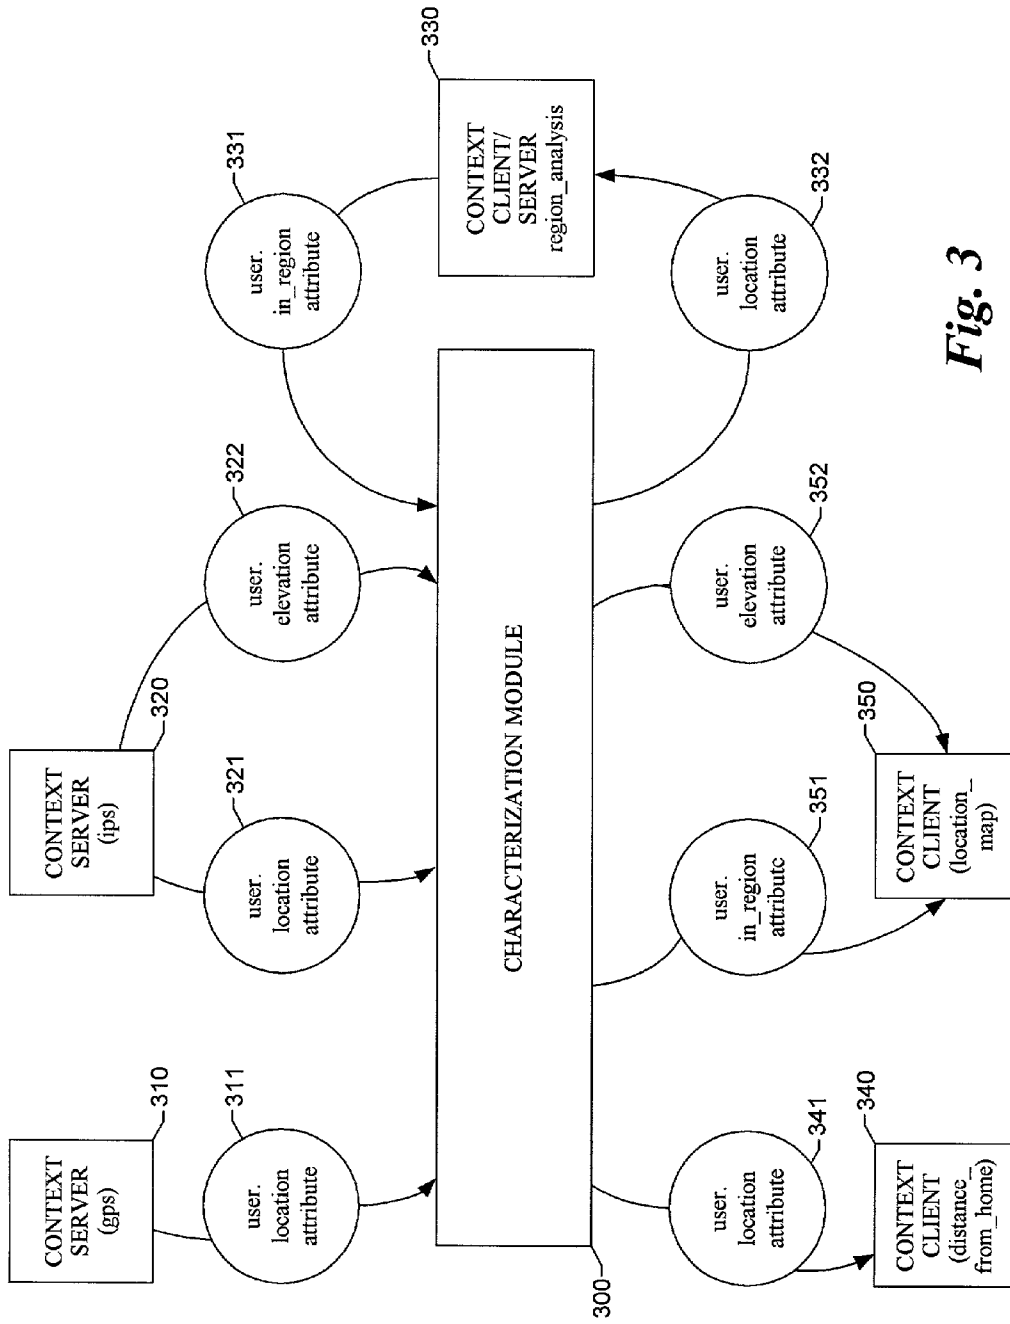 310
CONTEXT
SERVER
(gps)
320
CONTEXT
SERVER
(ips)
311
user.
location
attribute
321
user.
location
attribute
322
user.
elevation
attribute
331
user.
in_region
attribute
330
CONTEXT
CLIENT/
SERVER
region_analysis
CHARACTERIZATION MODULE
300
341
user.
location
attribute
351
user.
in_region
attribute
352
user.
elevation
attribute
332
user.
location
attribute
340
CONTEXT
CLIENT
(distance_
from_home)
350
CONTEXT
CLIENT
(location_
map)
Fig. 3